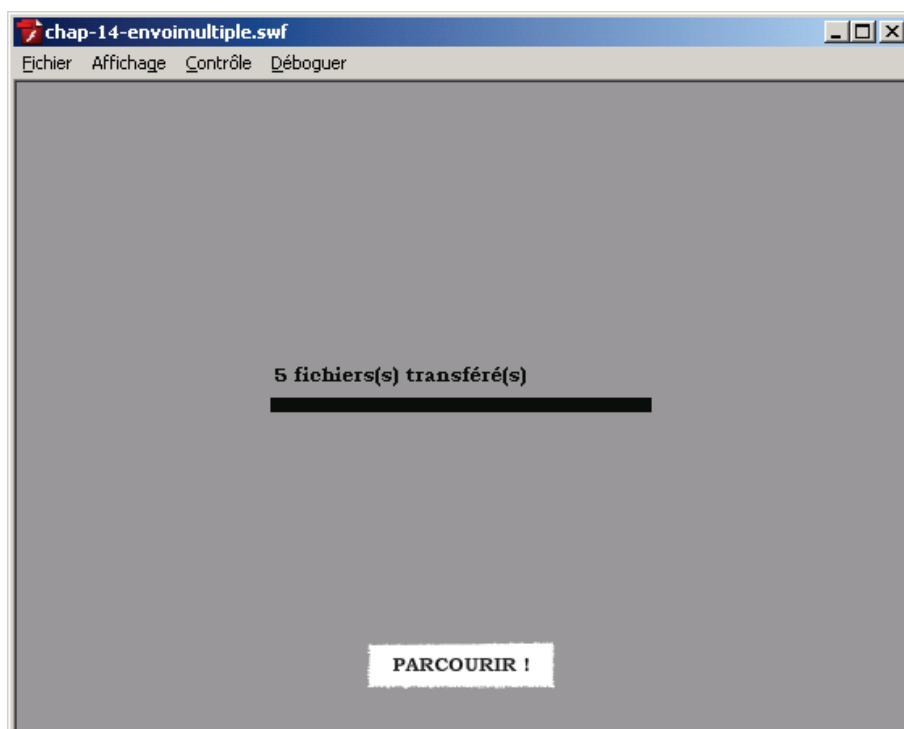 chap-14-envoimultiple.swf
Fichier Affichage Contrôle Déboguer
5 fichiers(s) transféré(s)
PARCOURIR !